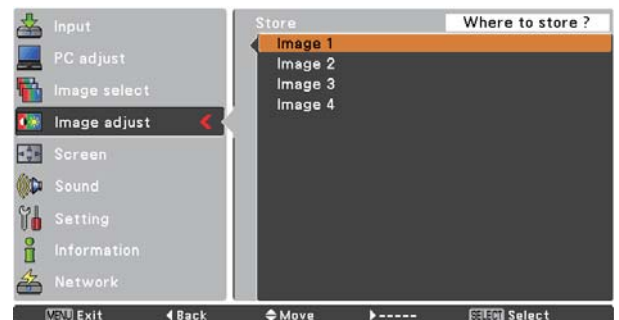 Input
PC adjust
Image select
Image adjust
Screen
Sound
Setting
Information
Network
Store
Where to store ?
Image 1
Image 2
Image 3
Image 4
MENU Exit ◀Back Move ▶----- SELECT Select